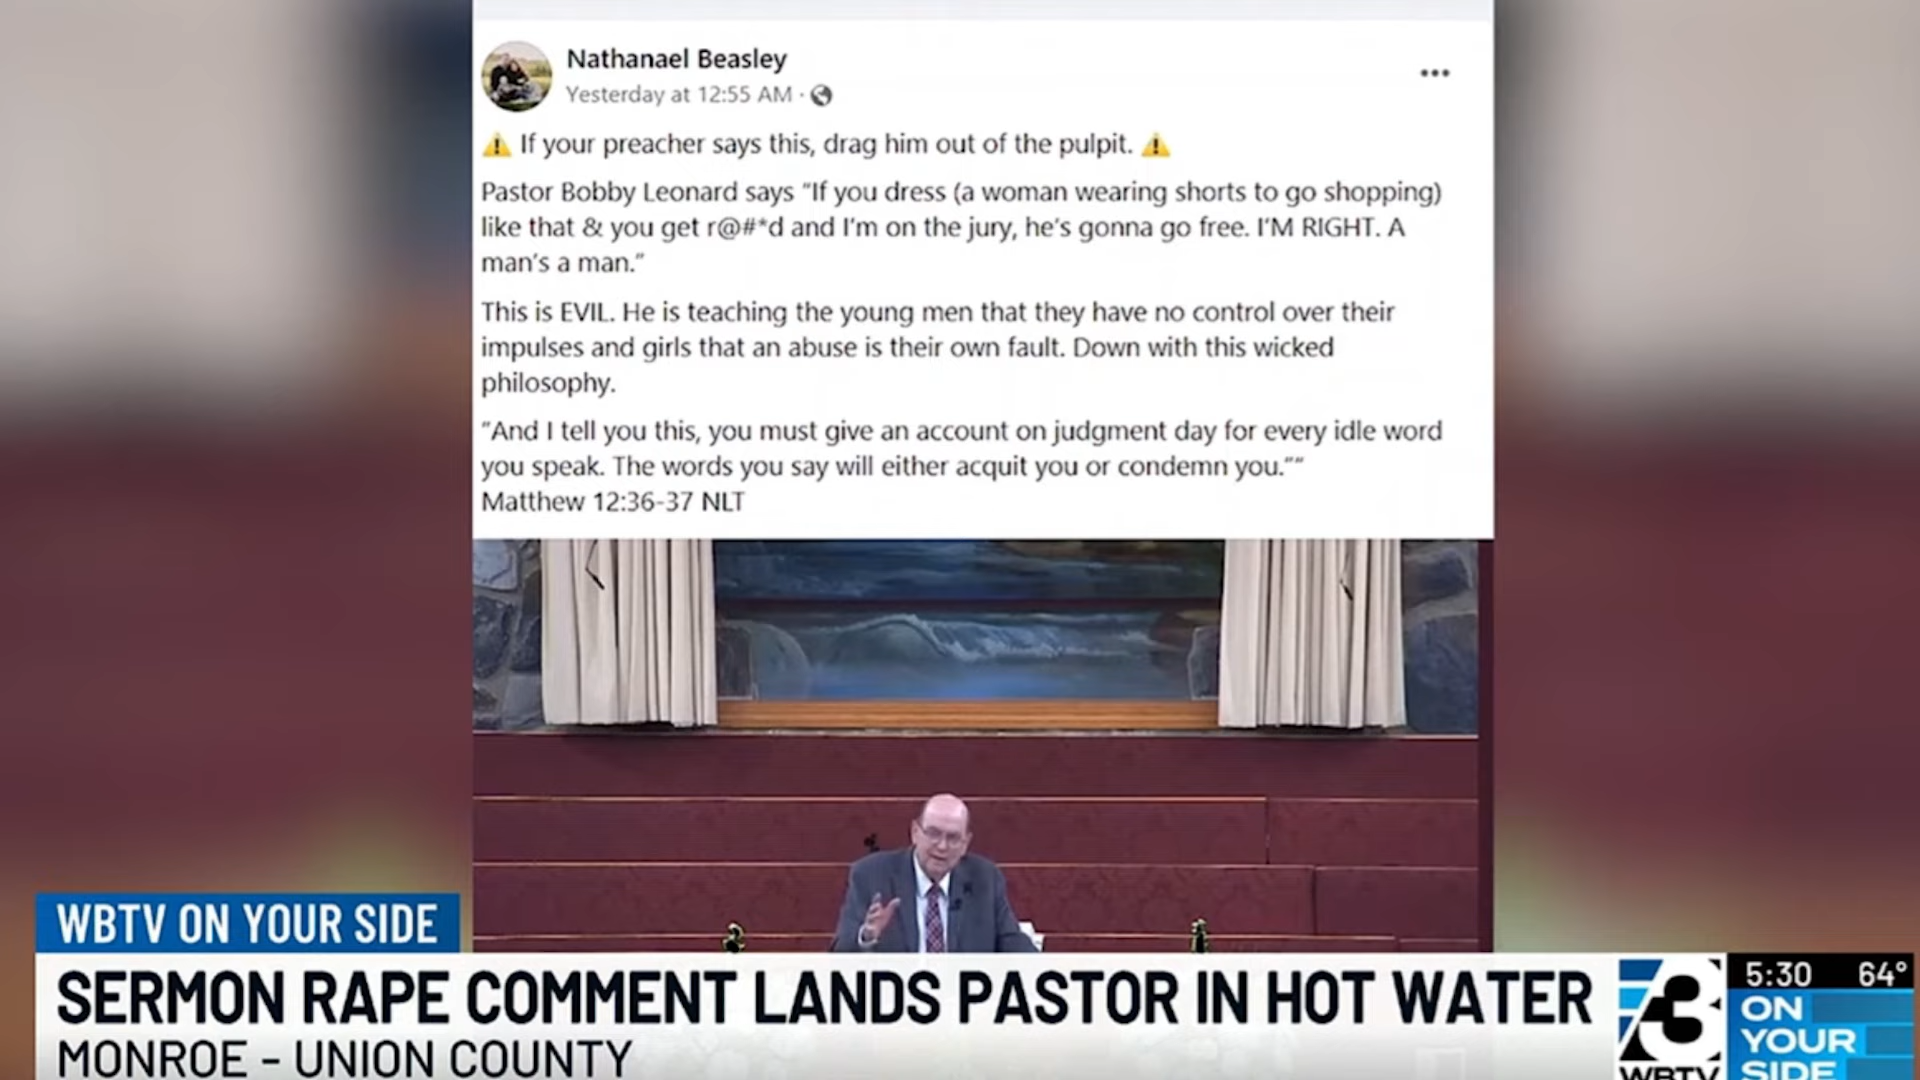 Nathanael Beasley
Yesterday at 12:55 AM ·
If your preacher says this, drag him out of the pulpit.
Pastor Bobby Leonard says "If you dress (a woman wearing shorts to go shopping)
like that & you get r@#*d and I'm on the jury, he's gonna go free. I'M RIGHT. A
man's a man."
This is EVIL. He is teaching the young men that they have no control over their
impulses and girls that an abuse is their own fault. Down with this wicked
philosophy.
"And I tell you this, you must give an account on judgment day for every idle word
you speak. The words you say will either acquit you or condemn you.""
Matthew 12:36-37 NLT
WBTV ON YOUR SIDE
SERMON RAPE COMMENT LANDS PASTOR IN HOT WATER
MONROE - UNION COUNTY
3
WBTV
5:30 64°
ON
YOUR
SIDE